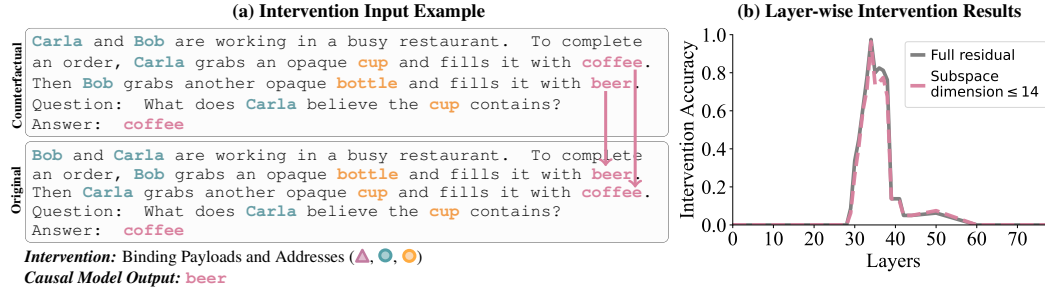 (a) Intervention Input Example
Counterfactual
Carla and Bob are working in a busy restaurant. To complete
an order, Carla grabs an opaque cup and fills it with coffee.
Then Bob grabs another opaque bottle and fills it with beer.
Question: What does Carla believe the cup contains?
Answer: coffee
Original
Bob and Carla are working in a busy restaurant. To complete
an order, Bob grabs an opaque bottle and fills it with beer.
Then Carla grabs another opaque cup and fills it with coffee.
Question: What does Carla believe the cup contains?
Answer: coffee
Intervention: Binding Payloads and Addresses (, , )
Causal Model Output: beer
(b) Layer-wise Intervention Results
Intervention Accuracy
1.0
0.8
0.6
0.4
0.2
0.0
Full residual
Subspace
dimension ≤ 14
0 10 20 30 40 50 60 70
Layers